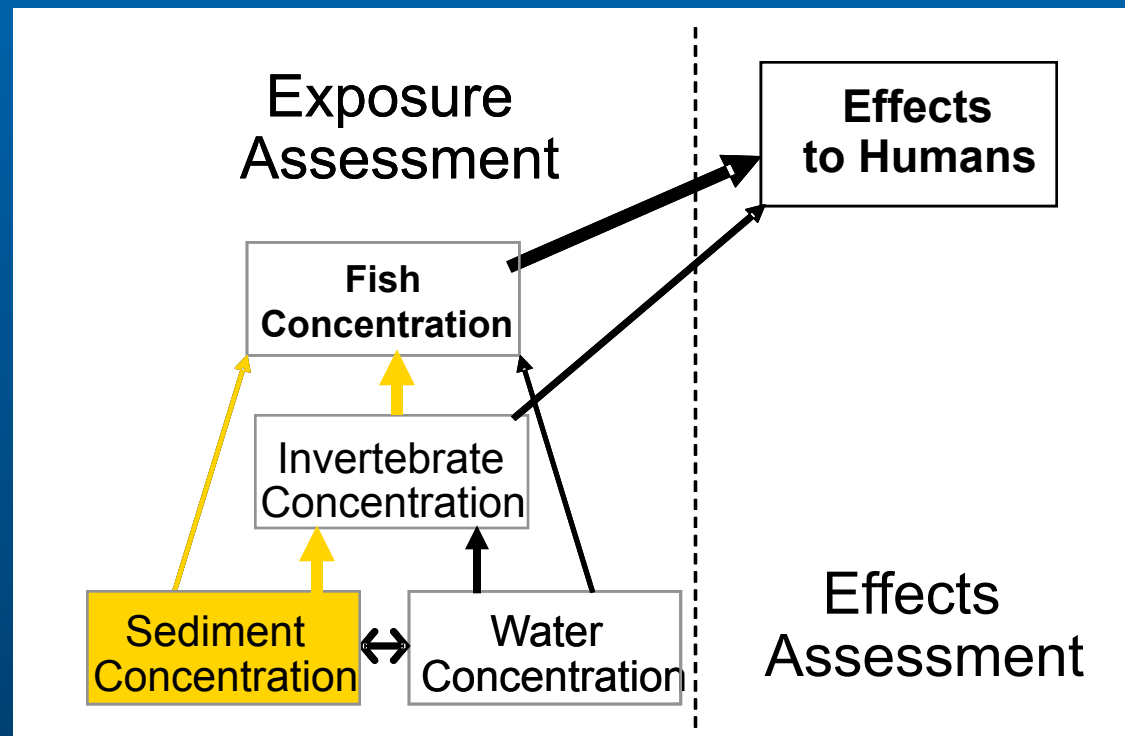 Exposure
Assessment
Effects
to Humans
Fish
Concentration
Invertebrate
Concentration
Sediment
Concentration
Water
Concentration
Effects
Assessment